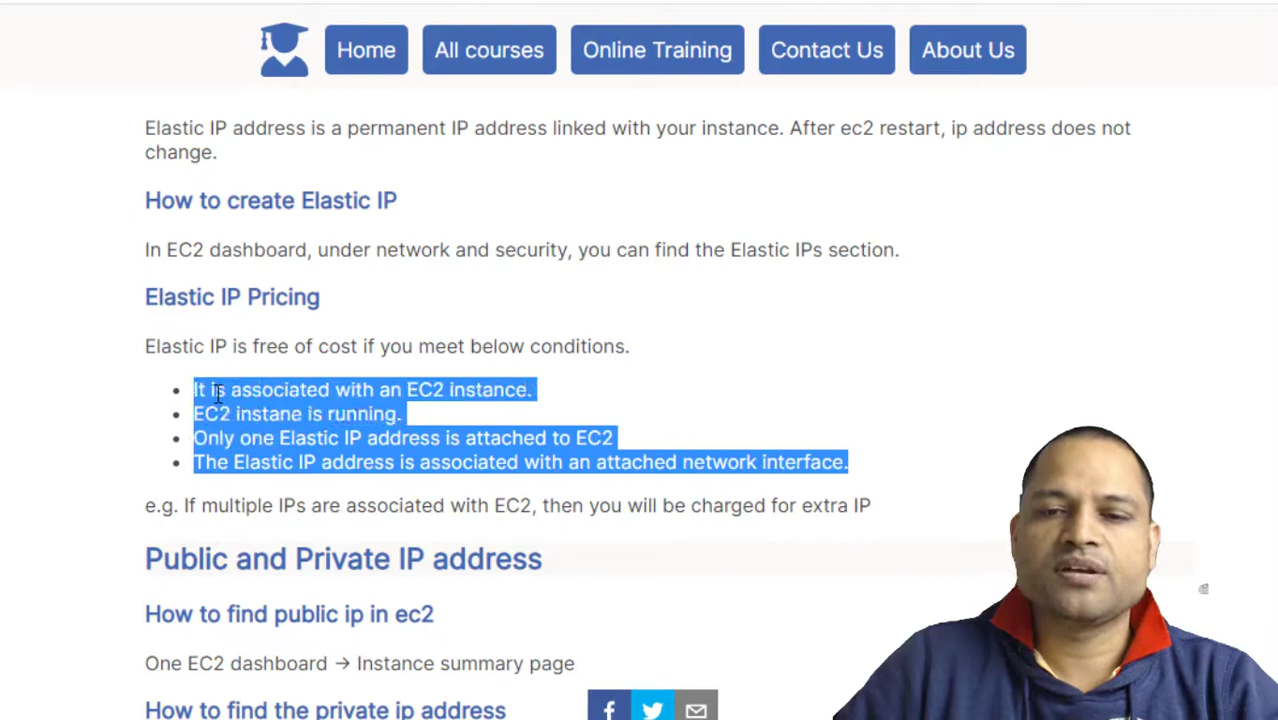 Home All courses Online Training Contact Us About Us
Elastic IP address is a permanent IP address linked with your instance. After ec2 restart, ip address does not
change.
How to create Elastic IP
In EC2 dashboard, under network and security, you can find the Elastic IPs section.
Elastic IP Pricing
Elastic IP is free of cost if you meet below conditions.
• It is associated with an EC2 instance.
• EC2 instane is running.
• Only one Elastic IP address is attached to EC2
• The Elastic IP address is associated with an attached network interface.
e.g. If multiple IPs are associated with EC2, then you will be charged for extra IP
Public and Private IP address
How to find public ip in ec2
One EC2 dashboard → Instance summary page
How to find the private ip address